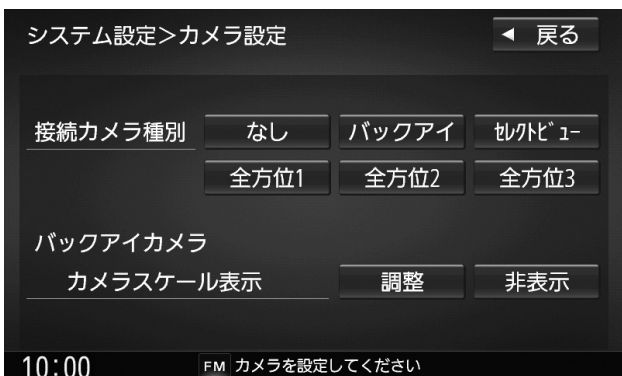 システム設定＞カメラ設定 ◀ 戻る
接続カメラ種別 なし バックアイ ｾﾚｸﾄﾋﾞｭｰ
全方位1 全方位2 全方位3
バックアイカメラ
カメラスケール表示 調整 非表示
10:00 FM カメラを設定してください